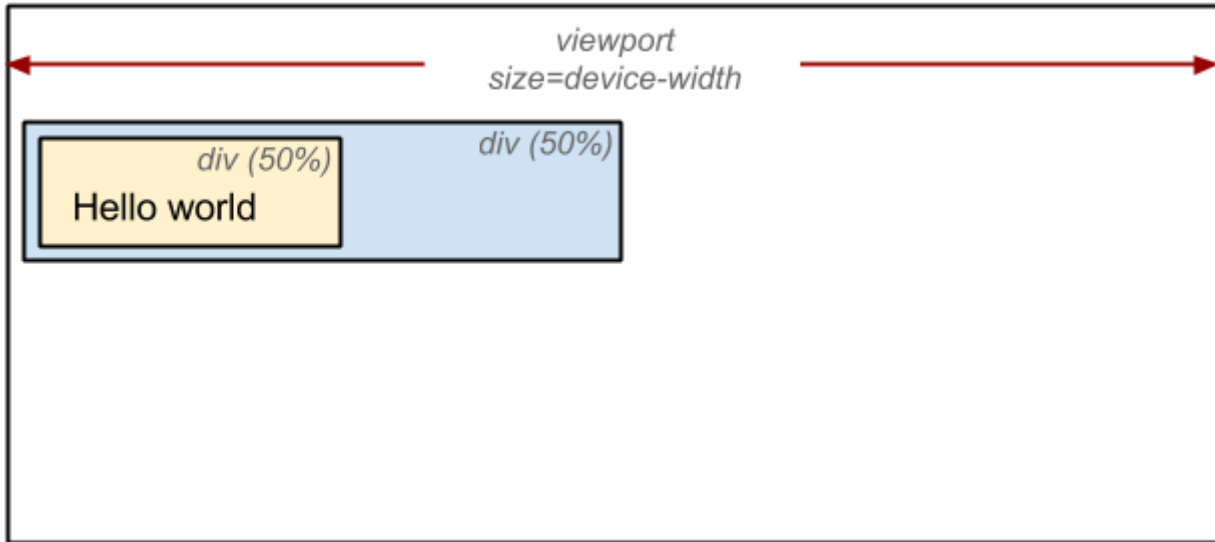 viewport
size=device-width
div (50%)
div (50%)
Hello world